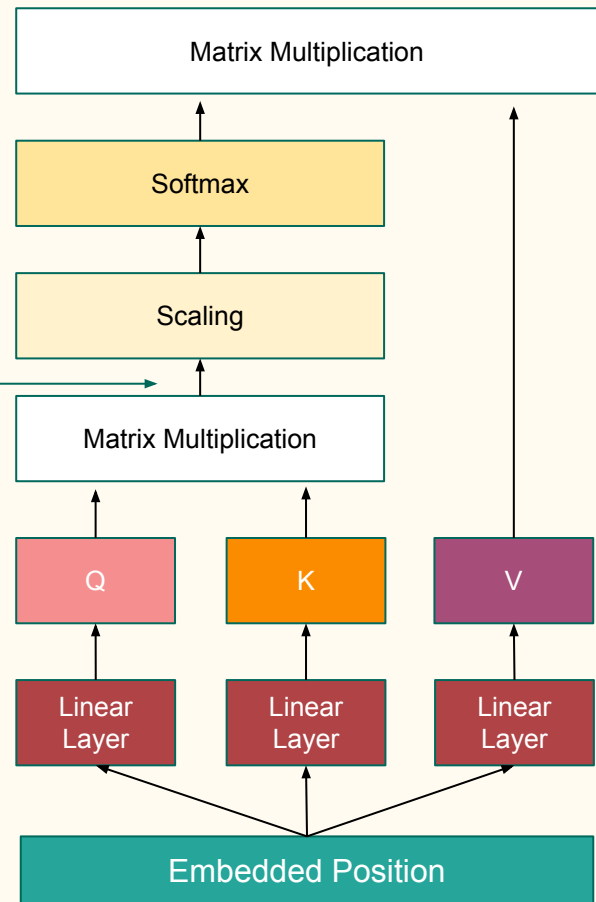 Matrix Multiplication
Softmax
Scaling
Matrix Multiplication
Q
K
V
Linear
Layer
Linear
Layer
Linear
Layer
Embedded Position